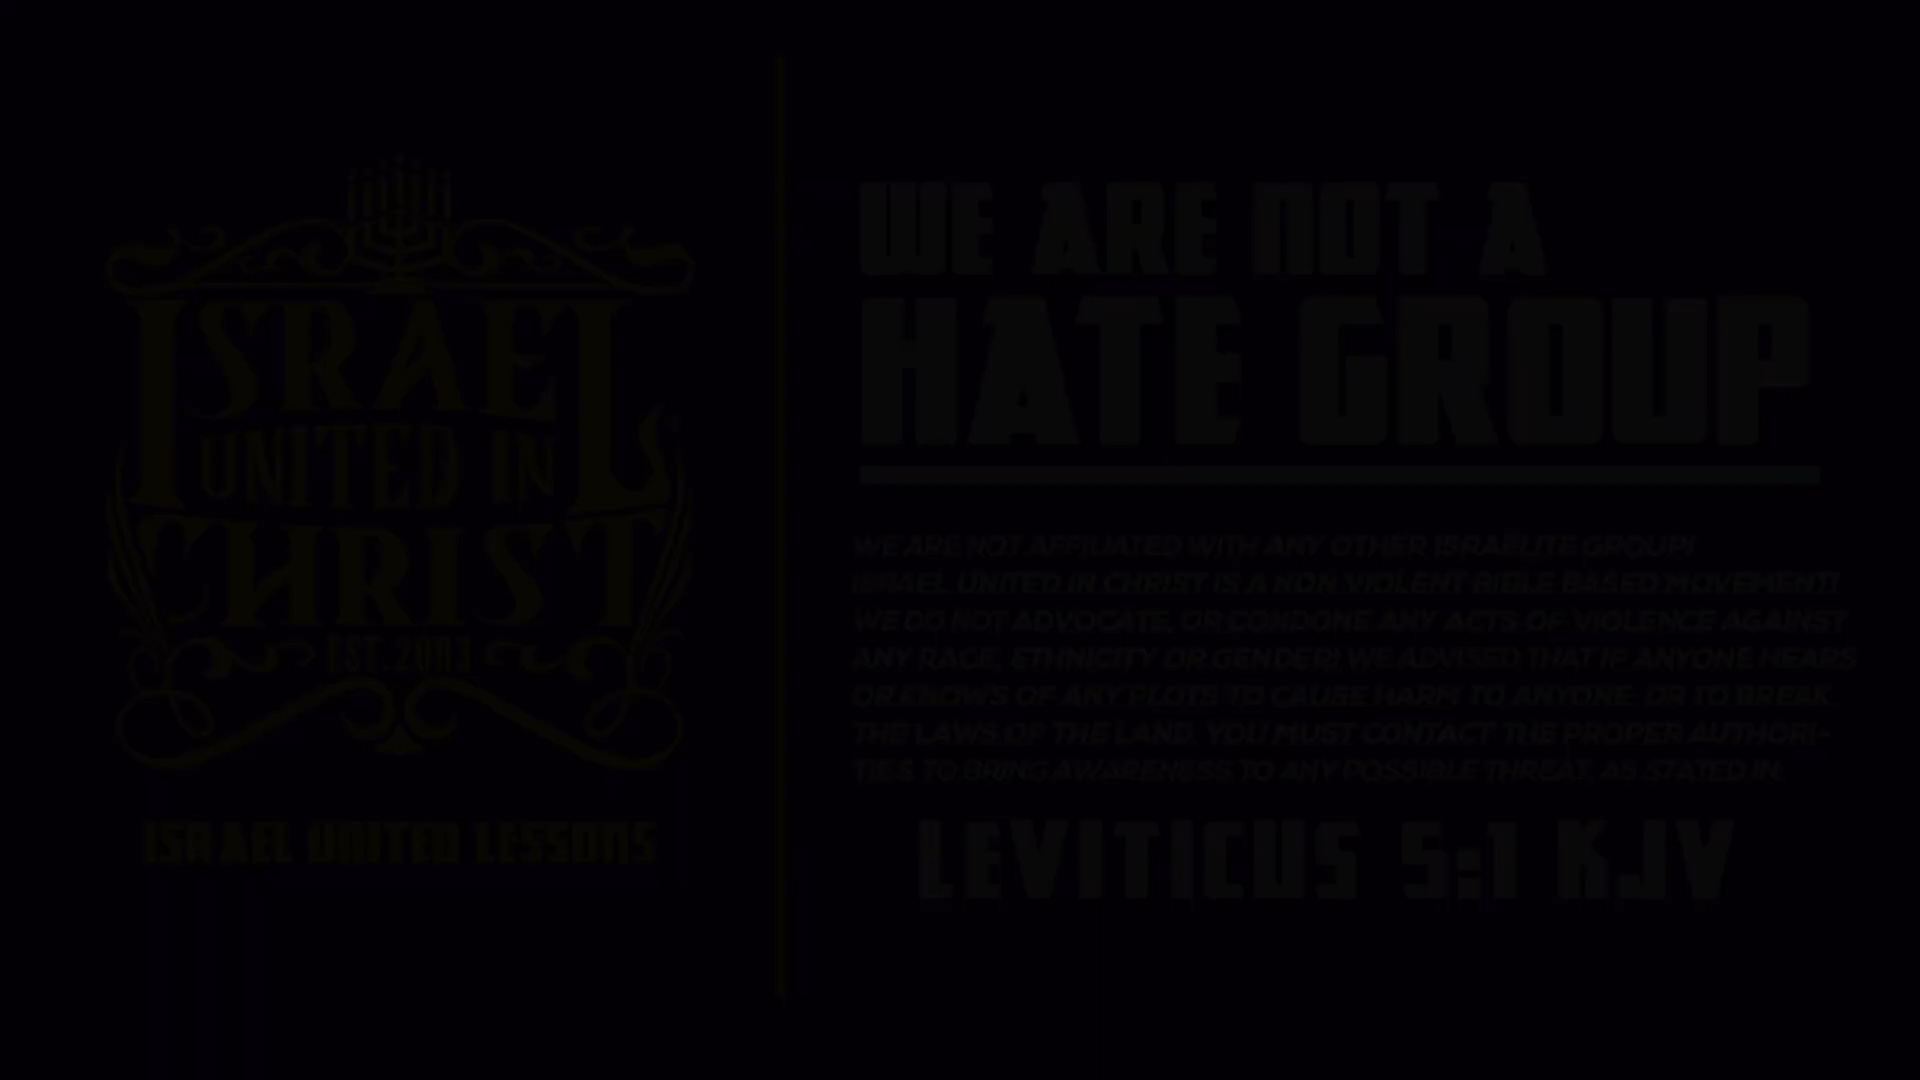 ISRAEL
UNITED IN
CHRIST
EST. 2003
ISRAEL UNITED LESSONS
WE ARE NOT A
HATE GROUP
WE ARE NOT AFFILIATED WITH ANY OTHER ISRAELITE GROUP!
ISRAEL UNITED IN CHRIST IS A NON VIOLENT BIBLE BASED MOVEMENT!
WE DO NOT ADVOCATE, OR CONDONE ANY ACTS OF VIOLENCE AGAINST
ANY RACE, ETHNICITY OR GENDER! WE ADVISED THAT IF ANYONE HEARS
OR KNOWS OF ANY PLOTS TO CAUSE HARM TO ANYONE, OR TO BREAK
THE LAWS OF THE LAND, YOU MUST CONTACT THE PROPER AUTHORI-
TIES, TO BRING AWARENESS TO ANY POSSIBLE THREAT, AS STATED IN,
LEVITICUS 5:1 KJV